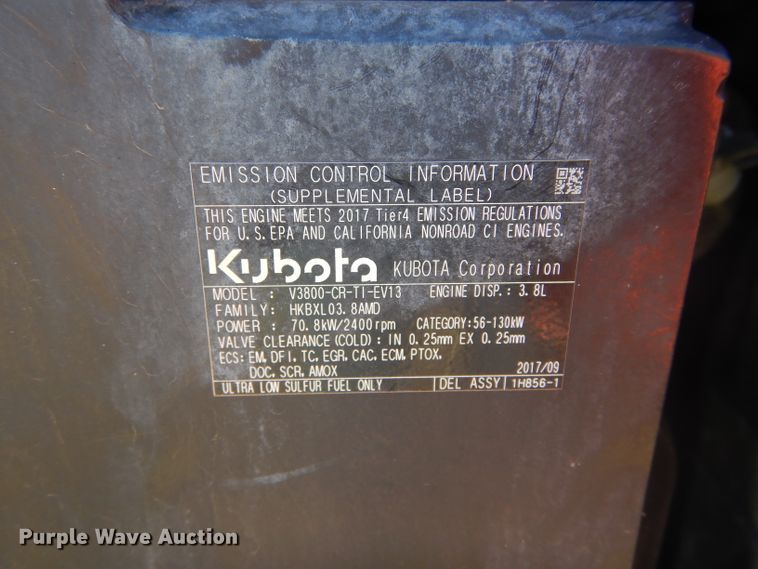 EMISSION CONTROL INFORMATION
(SUPPLEMENTAL LABEL)
THIS ENGINE MEETS 2017 Tier4 EMISSION REGULATIONS
FOR U.S.EPA AND CALIFORNIA NONROAD CI ENGINES.
Kubota KUBOTA Corporation
MODEL : V3800-CR-TI-EV13 ENGINE DISP.: 3.8L
FAMILY: HKBXL03.8AMD
POWER : 70.8kW/2400rpm CATEGORY:56-130kW
VALVE CLEARANCE(COLD): IN 0.25mm EX 0.25mm
ECS: EM, DFI, TC, EGR, CAC, ECM, PTOX,
DOC, SCR, AMOX 2017/09
ULTRA LOW SULFUR FUEL ONLY DEL ASSY 1H856-1
Purple Wave Auction